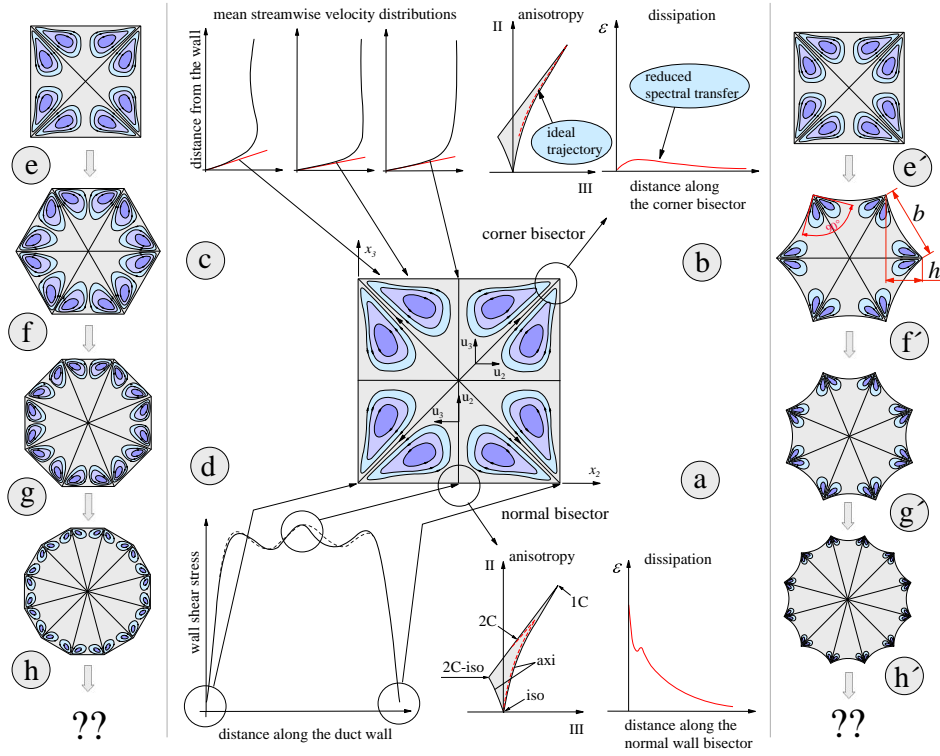 mean streamwise velocity distributions
distance from the wall
anisotropy
II
III
ideal
trajectory
dissipation
ε
reduced
spectral transfer
distance along
the corner bisector
e
f
g
h
??
c
b
d
a
corner bisector
x3
x2
u3
u2
u2
u3
normal bisector
wall shear stress
distance along the duct wall
anisotropy
II
1C
2C
2C-iso
axi
iso
III
dissipation
ε
distance along the
normal wall bisector
e´
90°
b
h
f´
g´
h´
??